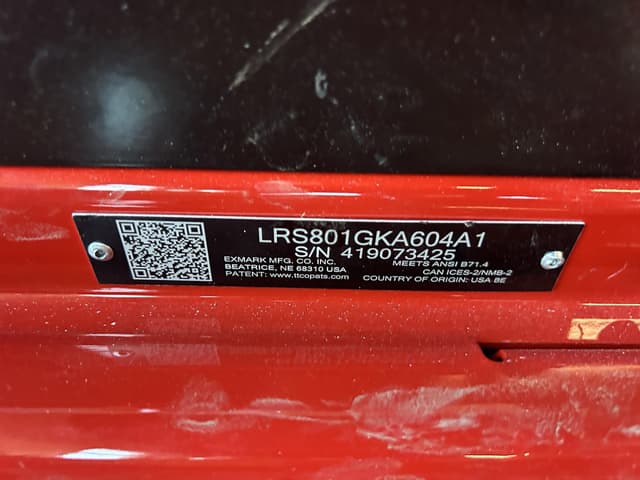 LRS801GKA604A1
S/N 419073425
EXMARK MFG. CO. INC.
BEATRICE, NE 68310 USA
PATENT: www.ttcopats.com
MEETS ANSI B71.4
CAN ICES-2/NMB-2
COUNTRY OF ORIGIN: USA BE